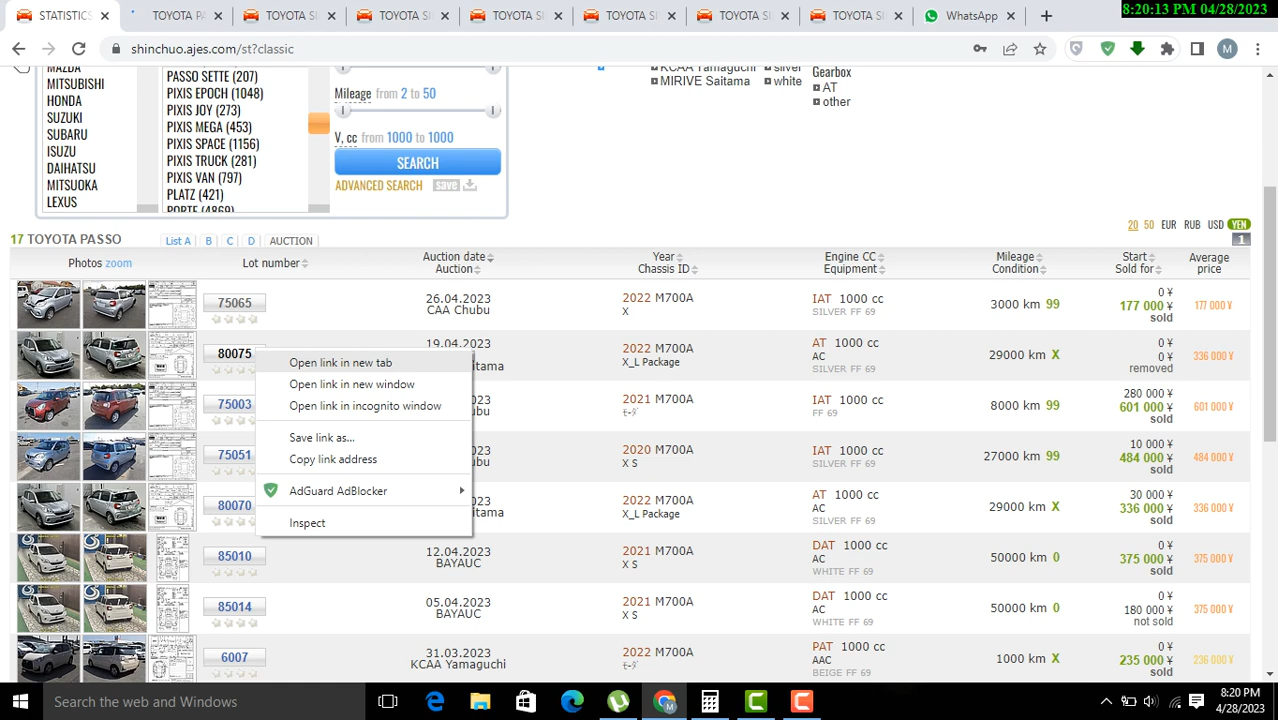 8:20:13 PM 04/28/2023
STATISTICS
TOYOTA PA
TOYOTA S
TOYOTA
TOYOTA
TOYOTA S
TOYOTA S
TOYOTA S
WhatsApp
shinchuo.ajes.com/st?classic
M
MAZDA
MITSUBISHI
HONDA
SUZUKI
SUBARU
ISUZU
DAIHATSU
MITSUOKA
LEXUS
PASSO SETTE (207)
PIXIS EPOCH (1048)
PIXIS JOY (273)
PIXIS MEGA (453)
PIXIS SPACE (1156)
PIXIS TRUCK (281)
PIXIS VAN (797)
PLATZ (421)
PORTE (4869)
Mileage from 2 to 50
V, cc from 1000 to 1000
SEARCH
ADVANCED SEARCH save
KCAA Yamaguchi silver
MIRIVE Saitama white
Gearbox
AT
other
20 50 EUR RUB USD YEN
17 TOYOTA PASSO List A B C D AUCTION 1
Photos zoom Lot number Auction date Auction Year Chassis ID Engine CC Equipment Mileage Condition Start Sold for Average price
75065 26.04.2023 CAA Chubu 2022 M700A X IAT 1000 cc SILVER FF 69 3000 km 99 0 ¥ 177 000 ¥ sold 177 000 ¥
80075 19.04.2023 itama 2022 M700A X_L Package AT 1000 cc AC SILVER FF 69 29000 km X 0 ¥ 0 ¥ removed 336 000 ¥
75003 ubu 2022 M700A IAT 1000 cc FF 69 8000 km 99 280 000 ¥ 601 000 ¥ sold 601 000 ¥
75051 ubu 2020 M700A X S IAT 1000 cc SILVER FF 69 27000 km 99 10 000 ¥ 484 000 ¥ sold 484 000 ¥
80070 itama 2022 M700A X_L Package AT 1000 cc AC SILVER FF 69 29000 km X 30 000 ¥ 336 000 ¥ sold 336 000 ¥
85010 12.04.2023 BAYAUC 2021 M700A X S DAT 1000 cc AC WHITE FF 69 50000 km 0 0 ¥ 375 000 ¥ sold 375 000 ¥
85014 05.04.2023 BAYAUC 2021 M700A X S DAT 1000 cc AC WHITE FF 69 50000 km 0 0 ¥ 180 000 ¥ not sold 375 000 ¥
6007 31.03.2023 KCAA Yamaguchi 2022 M700A PAT 1000 cc AAC BEIGE FF 69 1000 km X 0 ¥ 235 000 ¥ sold 236 000 ¥
Open link in new tab
Open link in new window
Open link in incognito window
Save link as...
Copy link address
AdGuard AdBlocker
Inspect
Search the web and Windows
8:20 PM
4/28/2023